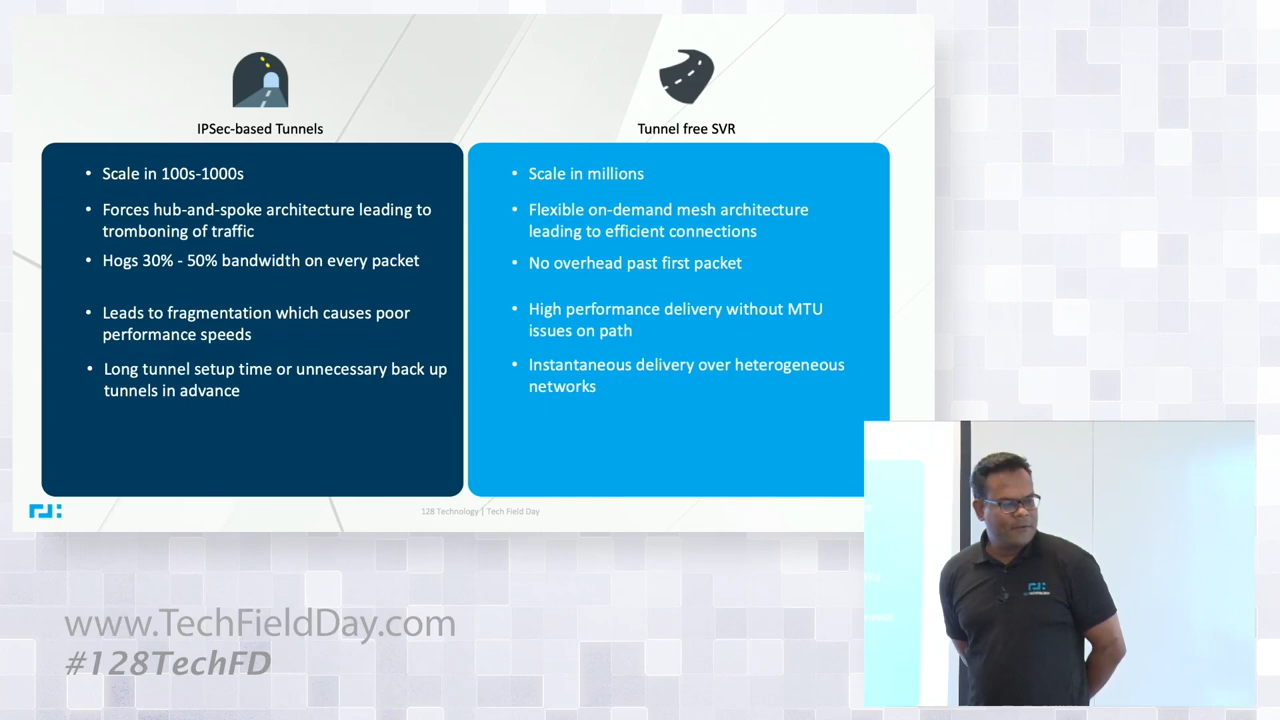 IPSec-based Tunnels
• Scale in 100s-1000s
• Forces hub-and-spoke architecture leading to
tromboning of traffic
• Hogs 30% - 50% bandwidth on every packet
• Leads to fragmentation which causes poor
performance speeds
• Long tunnel setup time or unnecessary back up
tunnels in advance
Tunnel free SVR
• Scale in millions
• Flexible on-demand mesh architecture
leading to efficient connections
• No overhead past first packet
• High performance delivery without MTU
issues on path
• Instantaneous delivery over heterogeneous
networks
128 Technology | Tech Field Day
www.TechFieldDay.com
#128TechFD